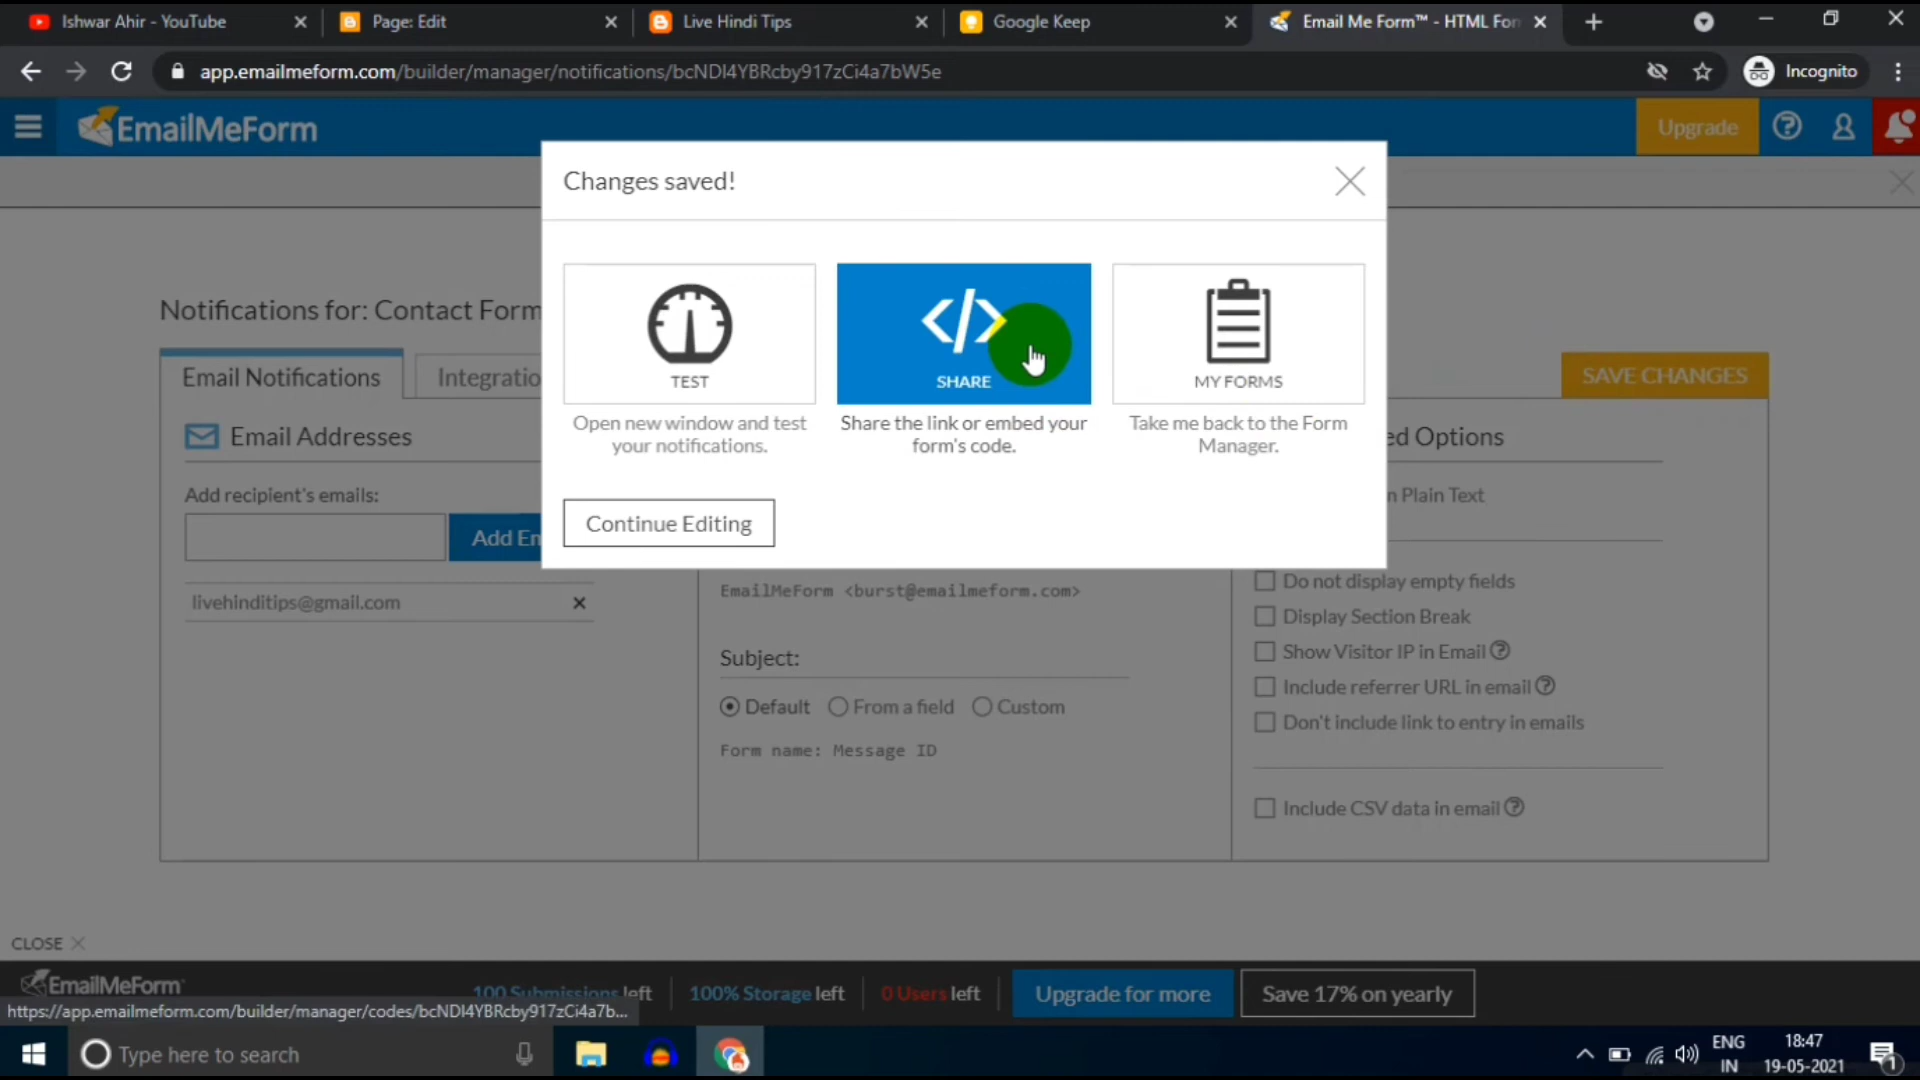 Ishwar Ahir - YouTube
Page: Edit
Live Hindi Tips
Google Keep
Email Me Form™ - HTML For
app.emailmeform.com/builder/manager/notifications/bcNDI4YBRcby917zCi4a7bW5e
Incognito
EmailMeForm
Upgrade
Changes saved!
TEST
Open new window and test
your notifications.
SHARE
Share the link or embed your
form's code.
MY FORMS
Take me back to the Form
Manager.
Continue Editing
Notifications for: Contact Form
Email Notifications
Integratio
SAVE CHANGES
Email Addresses
Add recipient's emails:
Add Em
livehinditips@gmail.com
EmailMeForm <burst@emailmeform.com>
Subject:
Default
From a field
Custom
Form name: Message ID
ed Options
n Plain Text
Do not display empty fields
Display Section Break
Show Visitor IP in Email
Include referrer URL in email
Don't include link to entry in emails
Include CSV data in email
CLOSE
EmailMeForm
100 Submissions left
100% Storage left
0 Users left
Upgrade for more
Save 17% on yearly
https://app.emailmeform.com/builder/manager/codes/bcNDI4YBRcby917zCi4a7b...
Type here to search
ENG
IN
18:47
19-05-2021
1